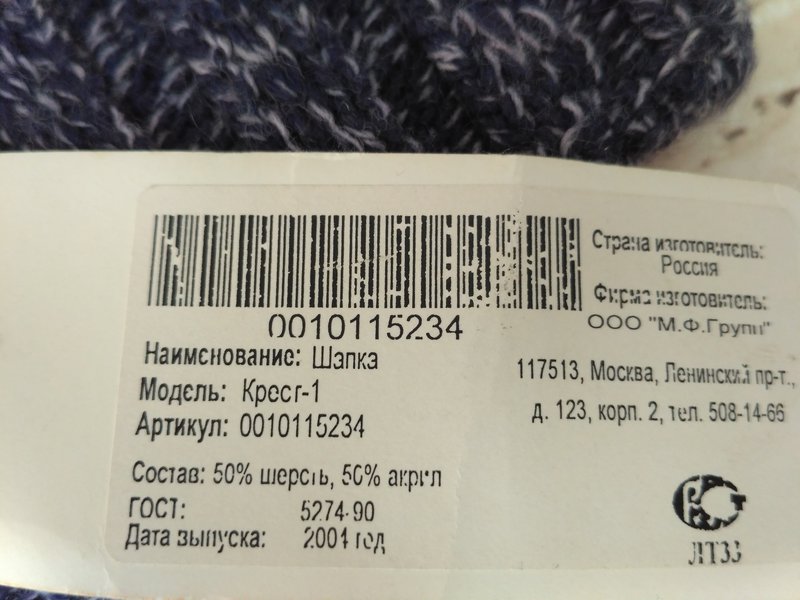 Страна изготовитель:
Россия
Фирма изготовитель:
ООО "М.Ф.Групп"
0010115234
Наименование: Шапка
Модель: Крест-1
Артикул: 0010115234
117513, Москва, Ленинский пр-т.,
д. 123, корп. 2, тел. 508-14-66
Состав: 50% шерсть, 50% акрил
ГОСТ: 5274-90
Дата выпуска: 2001 год